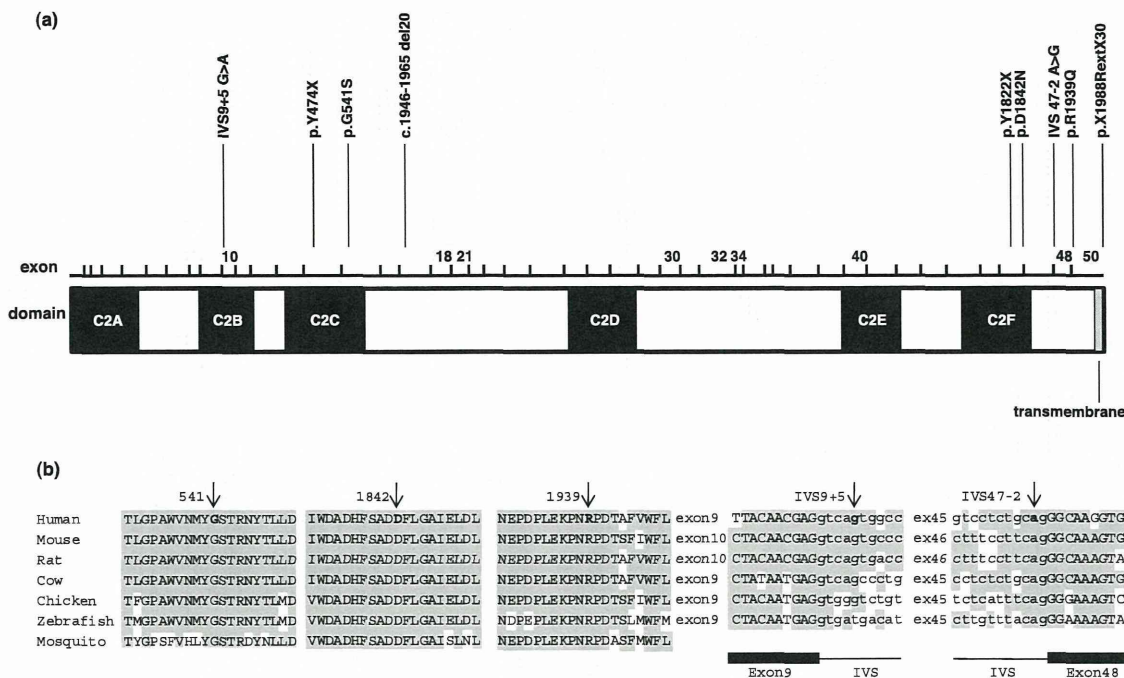 (a)
IVS9+5 G>A
p.Y474X
p.G541S
c.1946-1965 del20
p.Y1822X
p.D1842N
IVS 47-2 A>G
p.R1939Q
p.X1988RextX30
exon 10 18 21 30 32 34 40 48 50
domain C2A C2B C2C C2D C2E C2F
transmembrane
(b)
541 1842 1939 IVS9+5 IVS47-2
Human TLGPAWVNMYGSTRNYTLLD IWDADHFSADDFLGAIELDL NEPDPLEKPNRPDTAFVWFL exon9 TTACAACGAGgtcagtggcc ex45 gtcctctgcagGGCAAGGTG
Mouse TLGPAWVNMYGSTRNYTLLD IWDADHFSADDFLGAIELDL NEPDPLEKPNRPDTSFIWFL exon10 CTACAACGAGgtcagtgccc ex46 ctttccttcagGGCAAAGTG
Rat TLGPAWVNMYGSTRNYTLLD IWDADHFSADDFLGAIELDL NEPDPLEKPNRPDTSFIWFL exon10 CTACAACGAGgtcagtgacc ex46 ctttccttcagGGCAAAGTA
Cow TLGPAWVNMYGSTRNYTLLD IWDADHFSADDFLGAIELDL NEPDPLEKPNRPDTAFVWFL exon9 CTATAATGAGgtcagccctg ex45 cctctctgcagGGCAAAGTG
Chicken TFGPAWVNMYGSTRNYTLMD VWDADHFSADDFLGAIELDL NEPDPLEKPNRPDTSFIWFL exon9 CTACAATGAGgtgggtctgt ex45 tctcatttcagGGAAAAGTC
Zebrafish TMGPAWVNMYGSTRNYTLMD VWDADHFSADDFLGAIELDL NDPEPLEKPNRPDTSLMWFM exon9 CTACAATGAGgtgatgacat ex45 cttgtttacagGGAAAAGTA
Mosquito TYGPSFVHLYGSTRDYNLLD VWDADHFSADDFLGAISLNL NEPDPLEKPNRPDASFMWFL
Exon9 IVS IVS Exon48